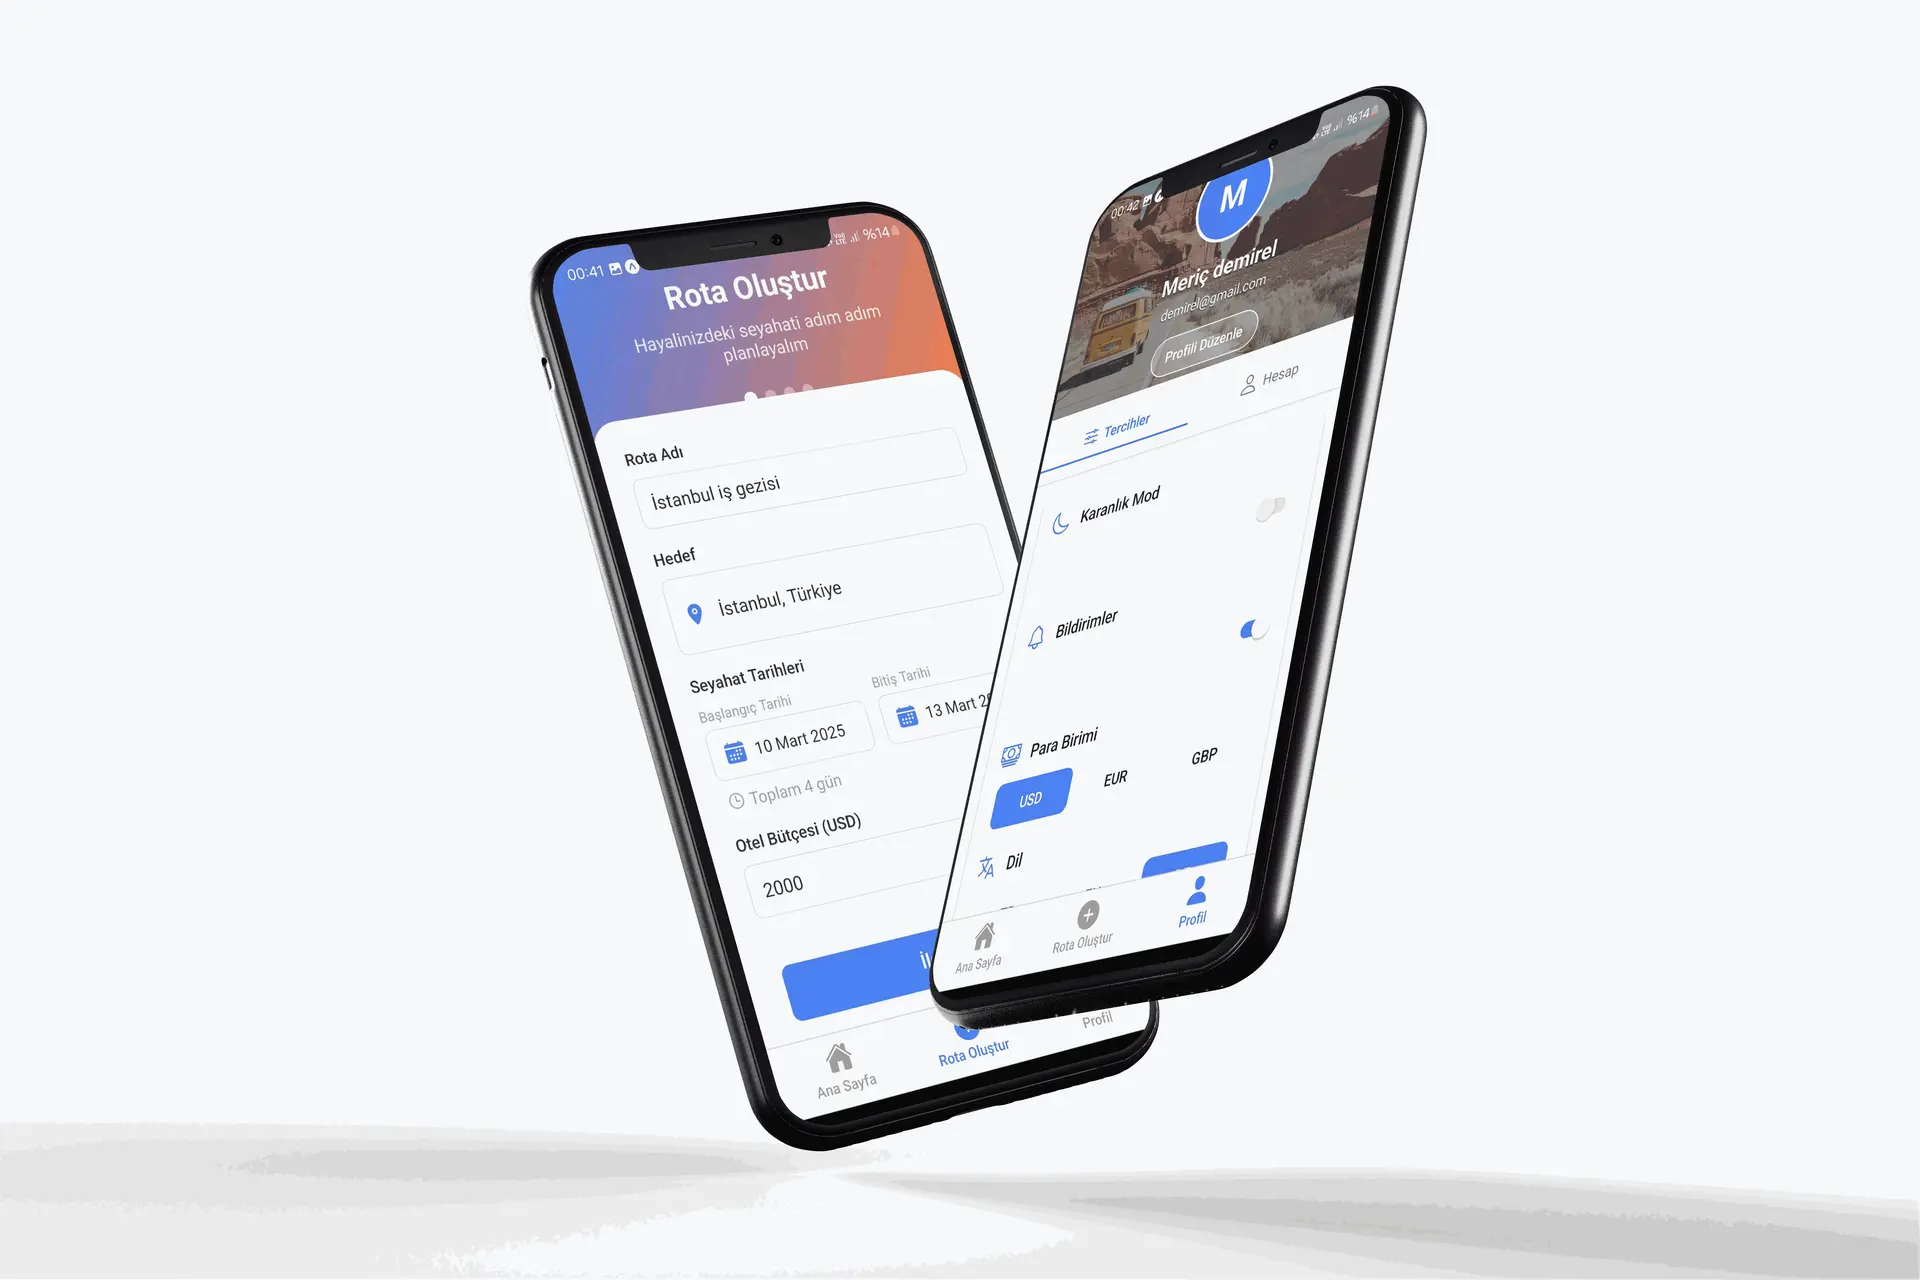 00:41
%14
Rota Oluştur
Hayalinizdeki seyahati adım adım
planlayalım
Rota Adı
İstanbul iş gezisi
Hedef
İstanbul, Türkiye
Seyahat Tarihleri
Başlangıç Tarihi
Bitiş Tarihi
10 Mart 2025
13 Mart
Toplam 4 gün
Otel Bütçesi (USD)
2000
Ana Sayfa
Rota Oluştur
Profil
00:42
%14
M
Meriç demirel
demirel@gmail.com
Profili Düzenle
Tercihler
Hesap
Karanlık Mod
Bildirimler
Para Birimi
USD
EUR
GBP
Dil
Ana Sayfa
Rota Oluştur
Profil